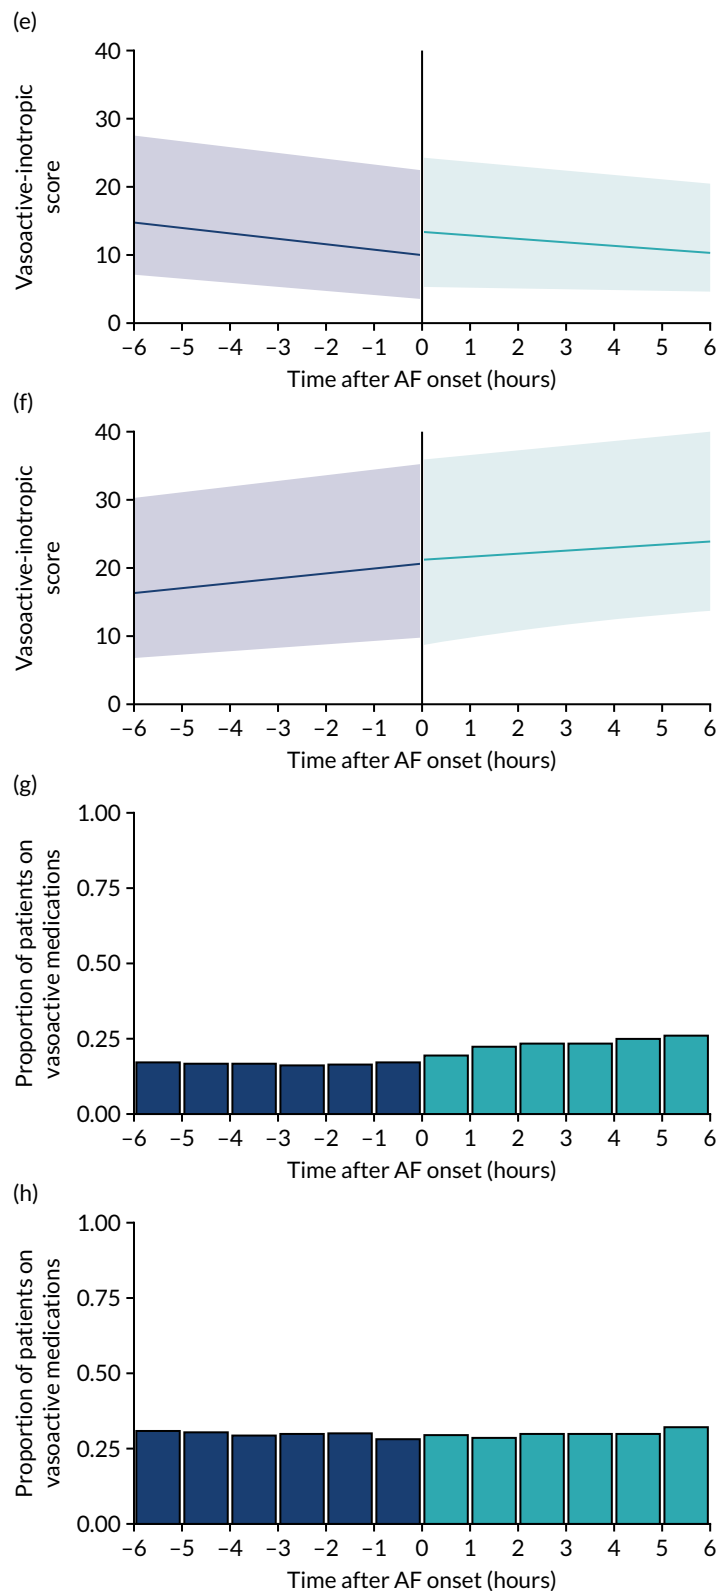 (e)
Vasoactive-inotropic
score
40
30
20
10
0
–6 –5 –4 –3 –2 –1 0 1 2 3 4 5 6
Time after AF onset (hours)
(f)
Vasoactive-inotropic
score
40
30
20
10
0
–6 –5 –4 –3 –2 –1 0 1 2 3 4 5 6
Time after AF onset (hours)
(g)
Proportion of patients on
vasoactive medications
1.00
0.75
0.50
0.25
0.00
–6 –5 –4 –3 –2 –1 0 1 2 3 4 5 6
Time after AF onset (hours)
(h)
Proportion of patients on
vasoactive medications
1.00
0.75
0.50
0.25
0.00
–6 –5 –4 –3 –2 –1 0 1 2 3 4 5 6
Time after AF onset (hours)